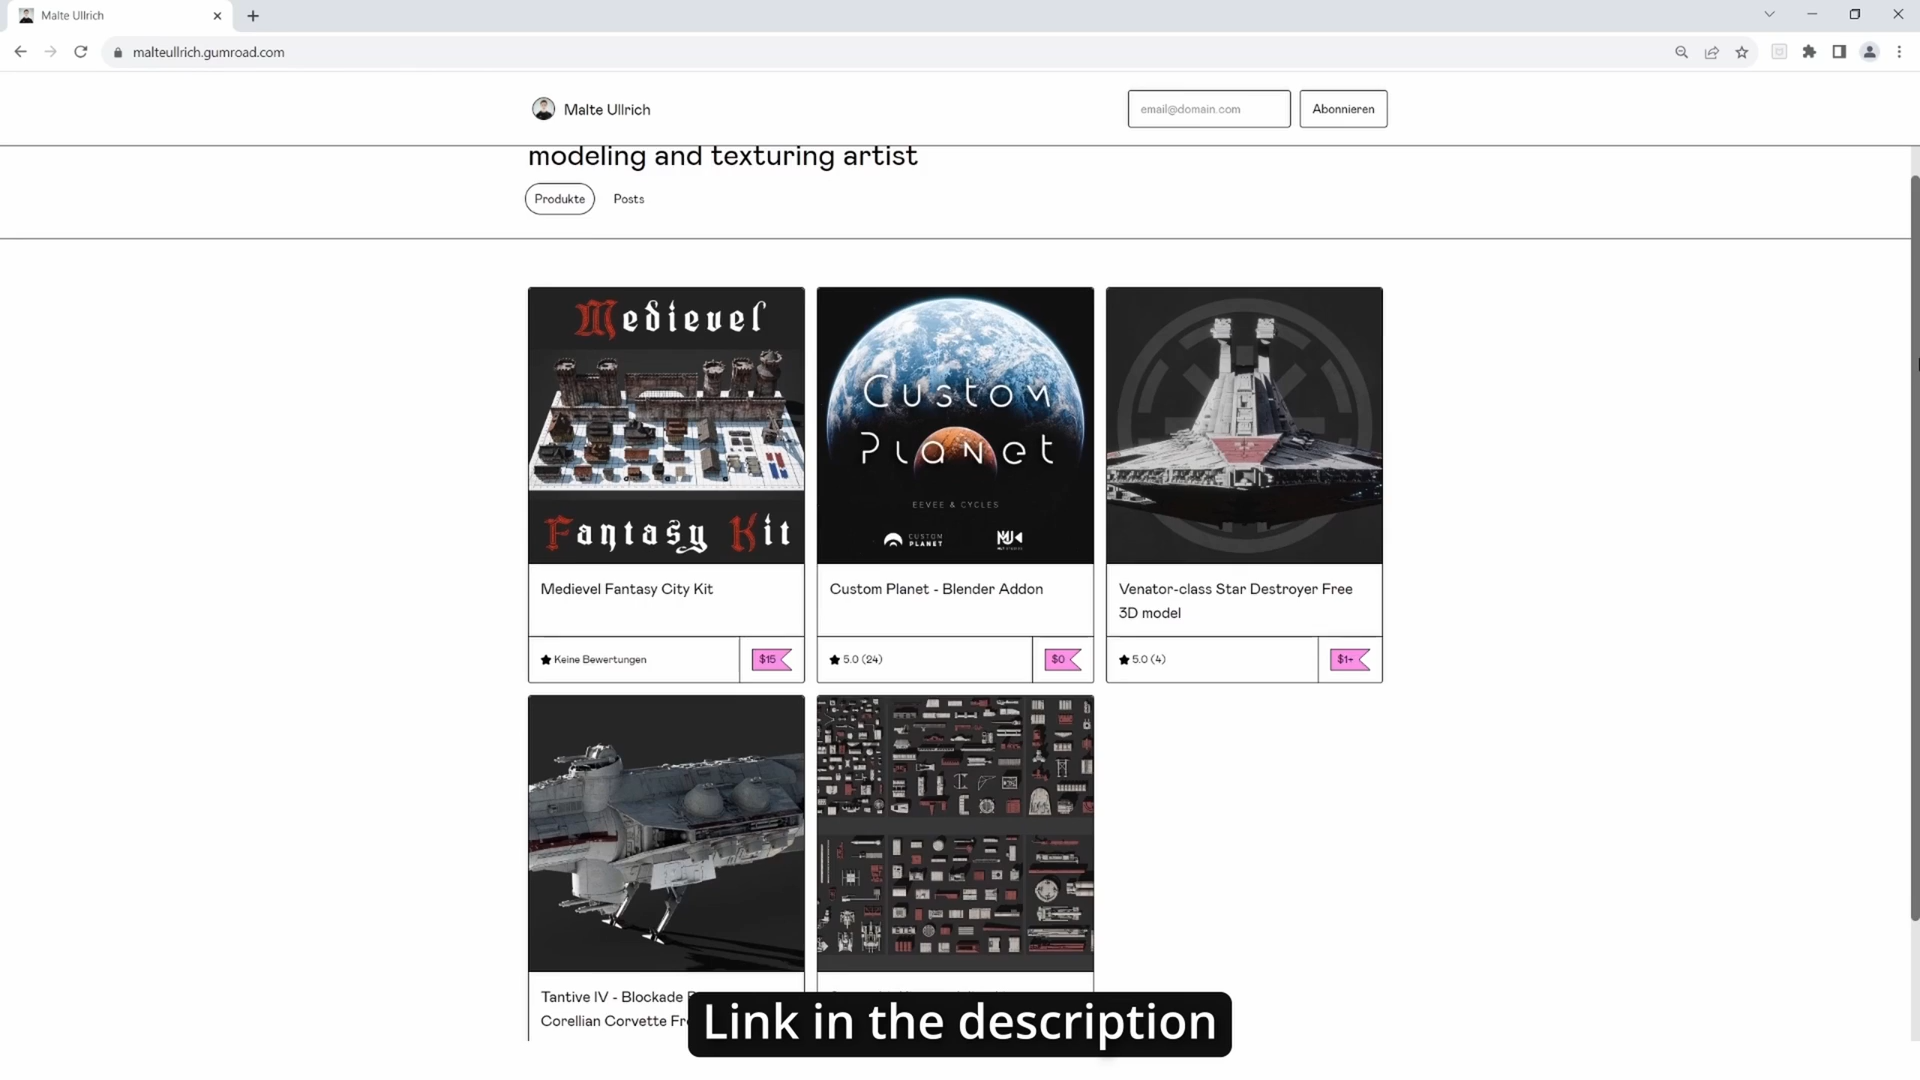 Malte Ullrich
malteullrich.gumroad.com
Malte Ullrich
email@domain.com
Abonnieren
modeling and texturing artist
Produkte
Posts
Medievel
Fantasy Kit
Medievel Fantasy City Kit
Keine Bewertungen
$15
Custom
Planet
EEVEE & CYCLES
CUSTOM
PLANET
Custom Planet - Blender Addon
5.0 (24)
$0
Venator-class Star Destroyer Free
3D model
5.0 (4)
$1+
Tantive IV - Blockade
Corellian Corvette
Link in the description